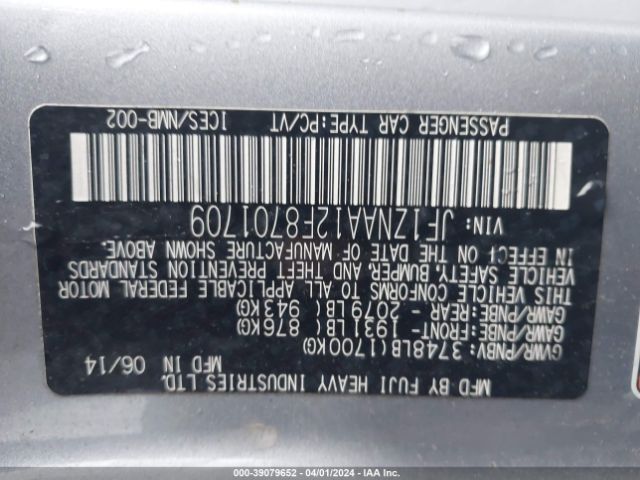 MFD BY FUJI HEAVY INDUSTRIES LTD.
MFD IN 06/14
GVWR/PNBV: 3748LB(1700KG)
GAWR/PNBE:FRONT- 1931LB( 876KG)
GAWR/PNBE:REAR- 2079LB( 943KG)
THIS VEHICLE CONFORMS TO ALL APPLICABLE FEDERAL MOTOR
VEHICLE SAFETY, BUMPER, AND THEFT PREVENTION STANDARDS
IN EFFECT ON THE DATE OF MANUFACTURE SHOWN ABOVE.
VIN: JF1ZNAA12F8701709
PASSENGER CAR TYPE:PC/VT ICES/NMB-002
000-39079652 / 04/01/2024 - IAA, Inc.